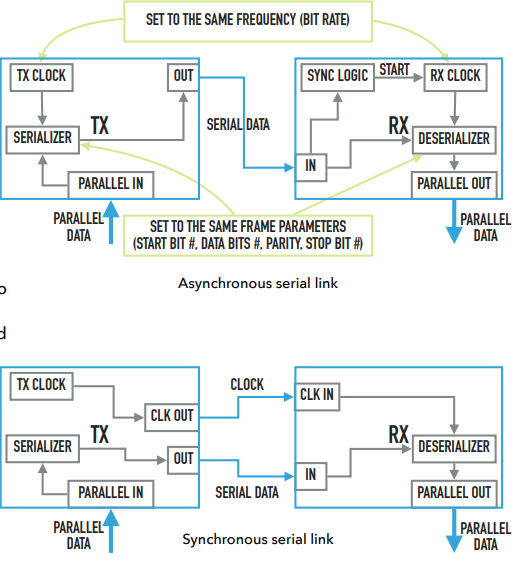 SET TO THE SAME FREQUENCY (BIT RATE)
TX CLOCK
OUT
SYNC LOGIC
START
RX CLOCK
TX
SERIAL DATA
RX
SERIALIZER
DESERIALIZER
IN
PARALLEL IN
PARALLEL OUT
PARALLEL
DATA
SET TO THE SAME FRAME PARAMETERS
(START BIT #, DATA BITS #, PARITY, STOP BIT #)
PARALLEL
DATA
Asynchronous serial link
o
d
TX CLOCK
CLOCK
CLK IN
CLK OUT
TX
RX
SERIALIZER
OUT
DESERIALIZER
IN
PARALLEL IN
SERIAL DATA
PARALLEL OUT
PARALLEL
DATA
Synchronous serial link
PARALLEL
DATA